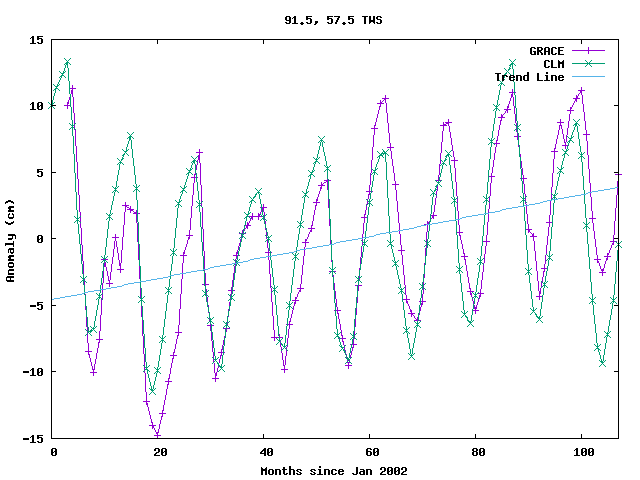 91.5, 57.5 TWS
GRACE
CLM
Trend Line
15
10
5
0
-5
-10
-15
Anomaly (cm)
0 20 40 60 80 100
Months since Jan 2002